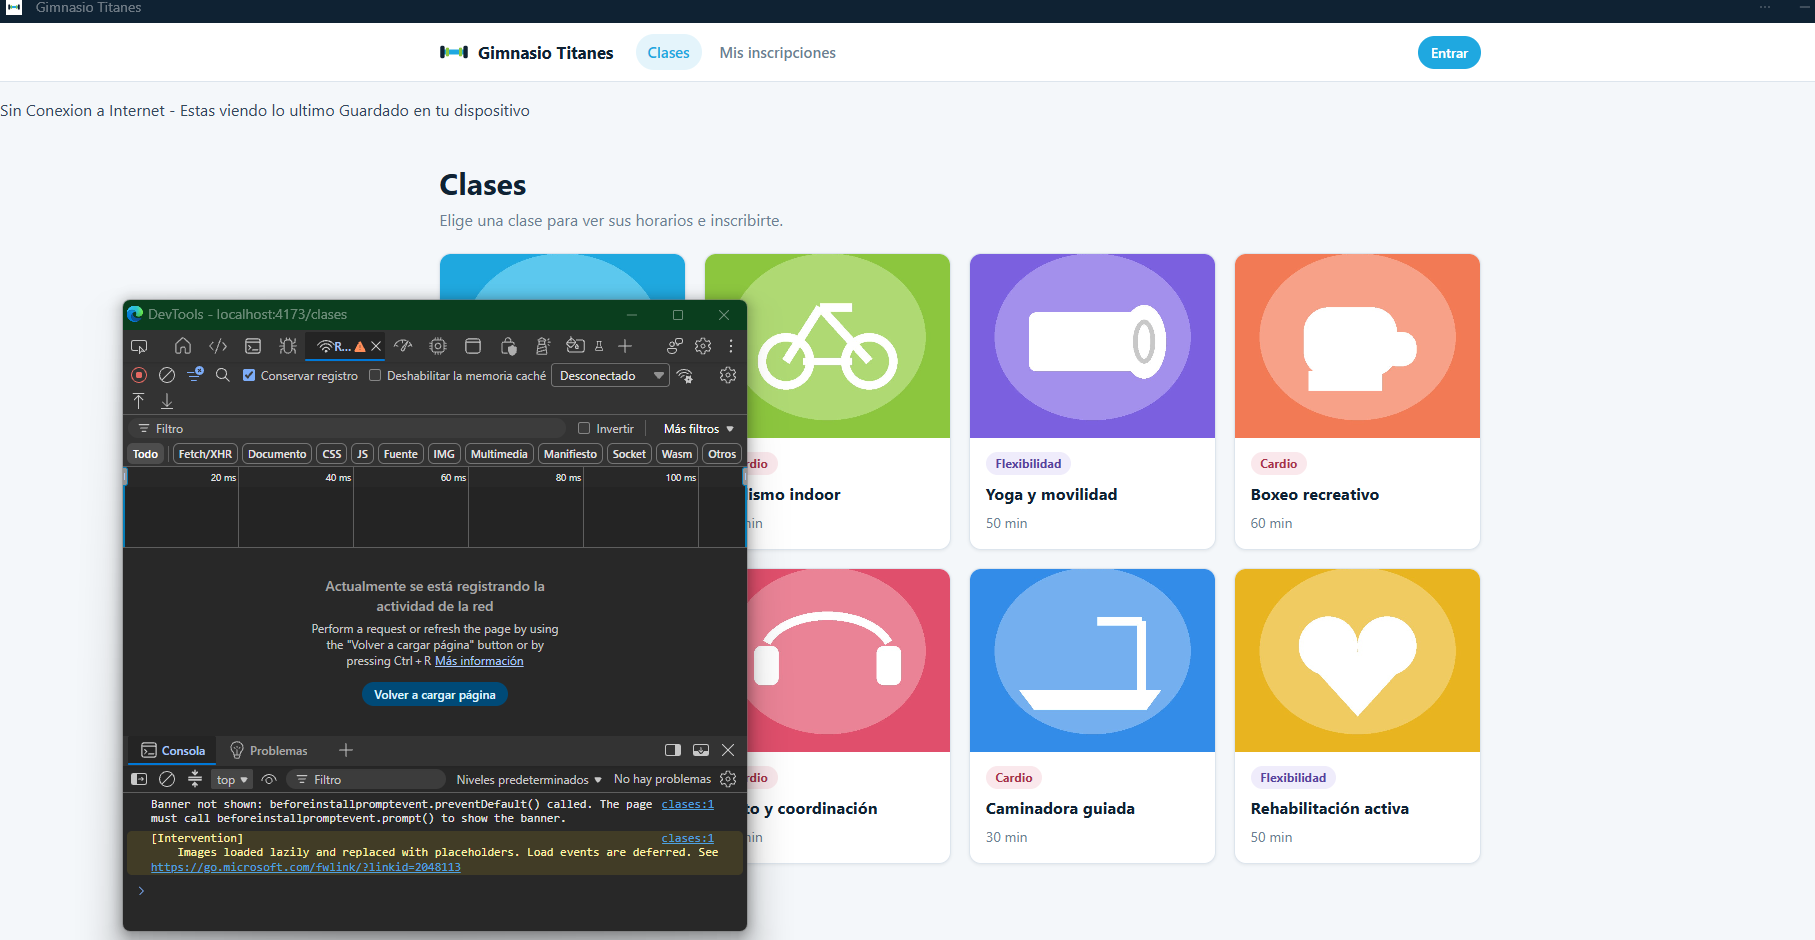 Gimnasio Titanes
Gimnasio Titanes
Clases
Mis inscripciones
Entrar
Sin Conexion a Internet - Estas viendo lo ultimo Guardado en tu dispositivo
Clases
Elige una clase para ver sus horarios e inscribirte.
DevTools - localhost:4173/clases
R...
Conservar registro
Deshabilitar la memoria caché
Desconectado
Filtro
Invertir
Más filtros
Todo
Fetch/XHR
Documento
CSS
JS
Fuente
IMG
Multimedia
Manifiesto
Socket
Wasm
Otros
20 ms
40 ms
60 ms
80 ms
100 ms
Actualmente se está registrando la
actividad de la red
Perform a request or refresh the page by using
the "Volver a cargar página" button or by
pressing Ctrl+R Más información
Volver a cargar página
Consola
Problemas
top
Filtro
Niveles predeterminados
No hay problemas
Banner not shown: beforeinstallpromptevent.preventDefault() called. The page clases:1
must call beforeinstallpromptevent.prompt() to show the banner.
[Intervention] clases:1
Images loaded lazily and replaced with placeholders. Load events are deferred. See
https://go.microsoft.com/fwlink/?linkid=2048113
dio
ismo indoor
in
Flexibilidad
Yoga y movilidad
50 min
Cardio
Boxeo recreativo
60 min
dio
o y coordinación
in
Cardio
Caminadora guiada
30 min
Flexibilidad
Rehabilitación activa
50 min